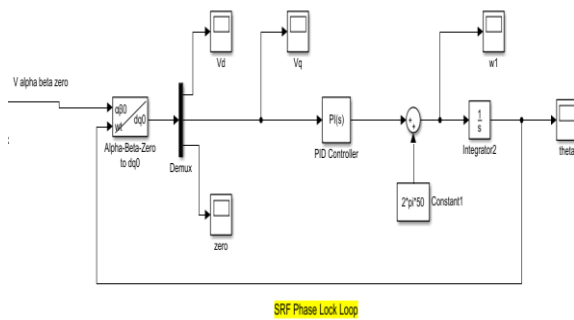 Vd
Vq
w1
V alpha beta zero
αβ0
wt
dq0
Alpha-Beta-Zero
to dq0
Demux
PI(s)
PID Controller
+
+
1
s
Integrator2
theta
2*pi*50
Constant1
zero
SRF Phase Lock Loop